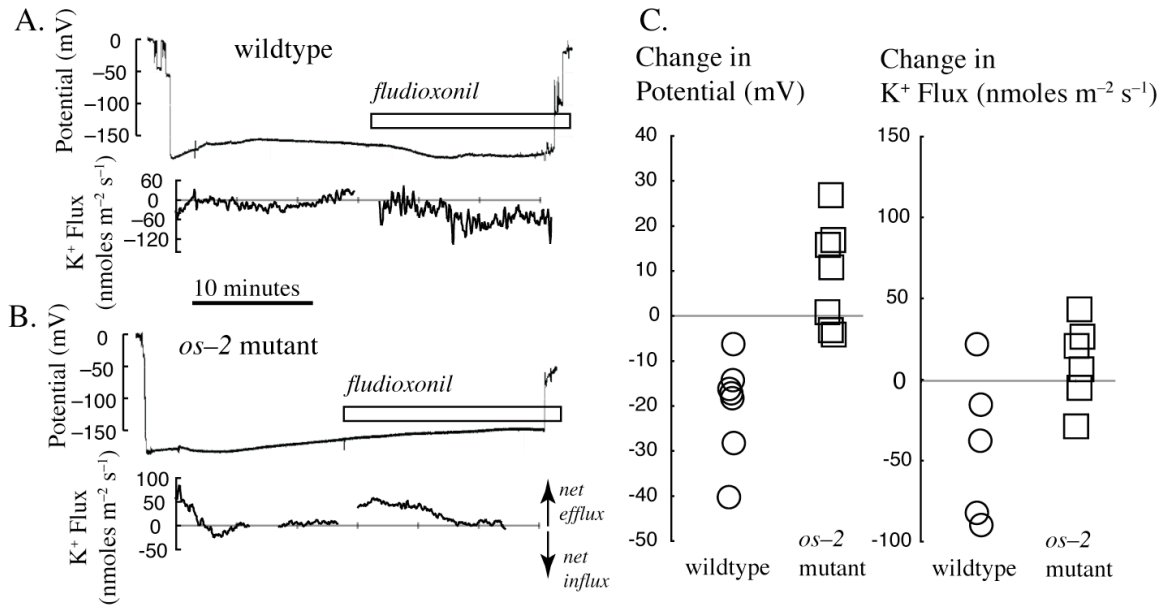 A.
wildtype
Potential (mV)
0
−50
−100
−150
fludioxonil
K⁺ Flux
(nmoles m⁻² s⁻¹)
60
0
−60
−120
10 minutes
B.
os–2 mutant
Potential (mV)
0
−50
−100
−150
fludioxonil
K⁺ Flux
(nmoles m⁻² s⁻¹)
100
50
0
-50
net
efflux
net
influx
C.
Change in
Potential (mV)
40
30
20
10
0
-10
-20
-30
-40
-50
wildtype
os–2
mutant
Change in
K⁺ Flux (nmoles m⁻² s⁻¹)
150
100
50
0
-50
-100
wildtype
os–2
mutant